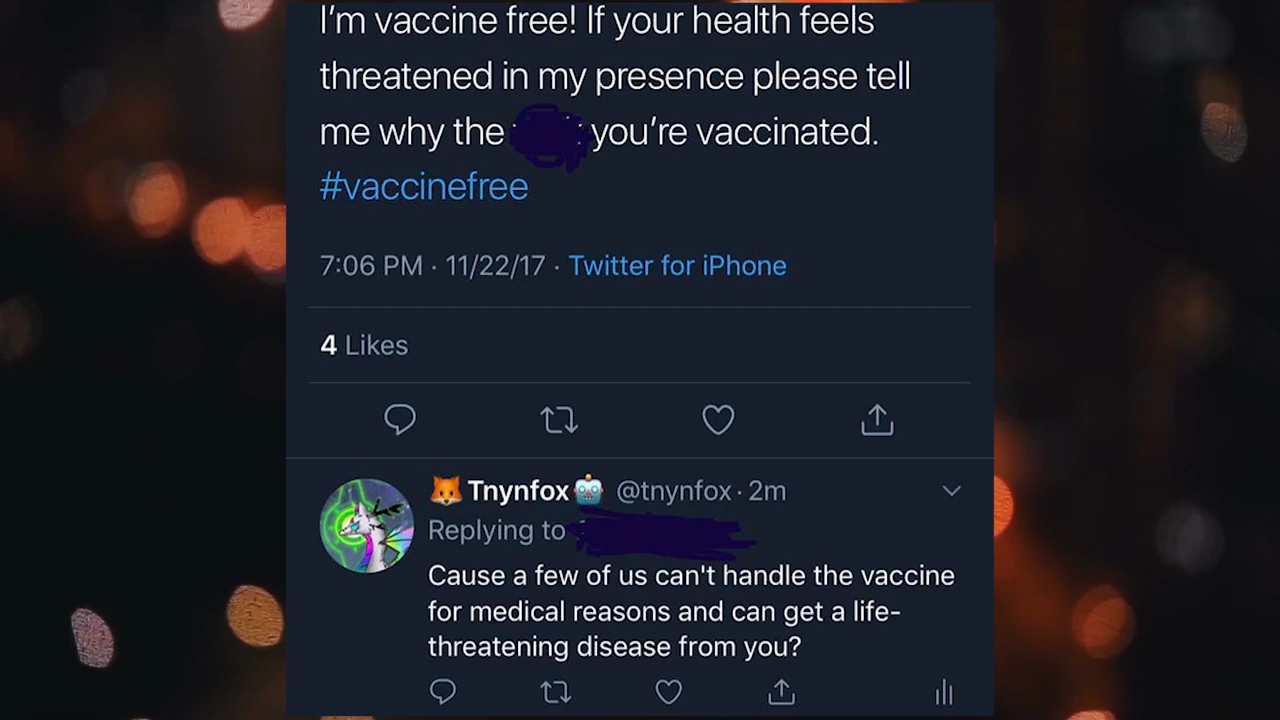 I'm vaccine free! If your health feels
threatened in my presence please tell
me why the you're vaccinated.
#vaccinefree
7:06 PM · 11/22/17 · Twitter for iPhone
4 Likes
🦊Tnynfox🤖 @tnynfox · 2m
Replying to
Cause a few of us can't handle the vaccine
for medical reasons and can get a life-
threatening disease from you?